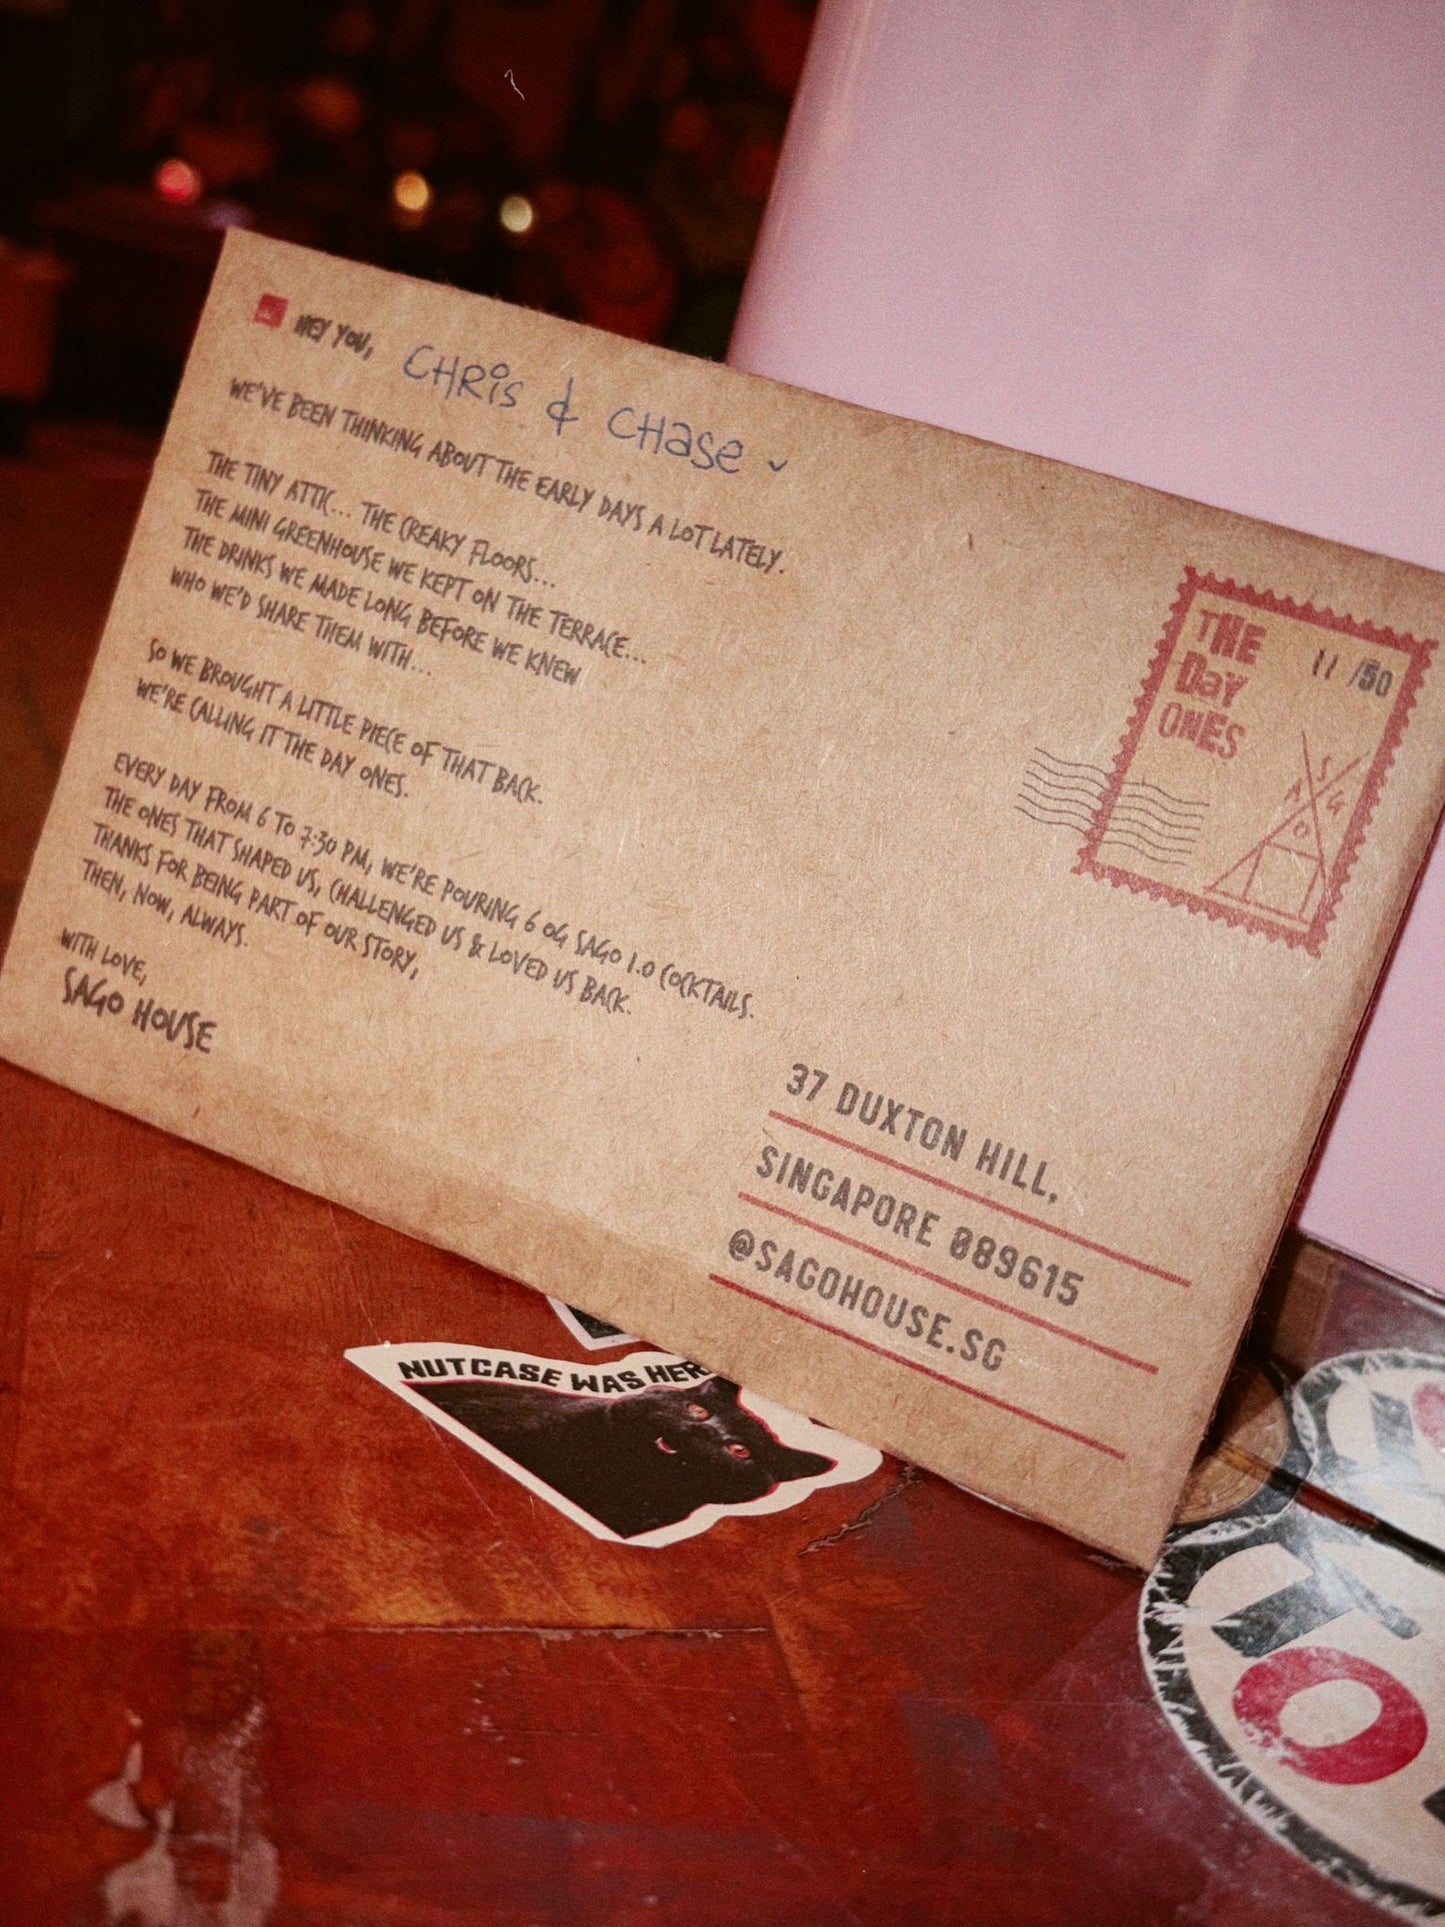 HEY YOU, CHRIS & CHASE
WE'VE BEEN THINKING ABOUT THE EARLY DAYS A LOT LATELY.
THE TINY ATTIC... THE CREAKY FLOORS...
THE MINI GREENHOUSE WE KEPT ON THE TERRACE...
THE DRINKS WE MADE LONG BEFORE WE KNEW
WHO WE'D SHARE THEM WITH...
SO WE BROUGHT A LITTLE PIECE OF THAT BACK.
WE'RE CALLING IT THE DAY ONES.
EVERY DAY FROM 6 TO 7:30 PM, WE'RE POURING 6 OG SAGO 1.0 COCKTAILS.
THE ONES THAT SHAPED US, CHALLENGED US & LOVED US BACK.
THANKS FOR BEING PART OF OUR STORY,
THEN, NOW, ALWAYS.
WITH LOVE,
SAGO HOUSE
THE
DAY
ONES
11 /50
SAGO
37 DUXTON HILL,
SINGAPORE 089615
@SAGOHOUSE.SG
NUTCASE WAS HER